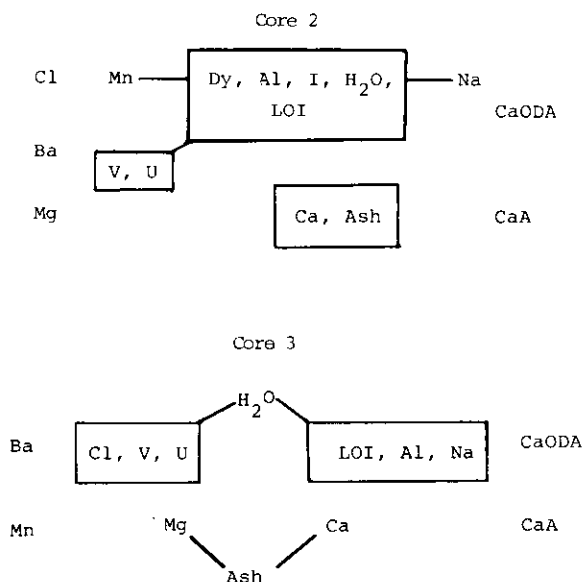 Core 2
Cl Mn Dy, Al, I, H2O, Na
LOI
CaODA
Ba
V, U
Mg Ca, Ash CaA
Core 3
H2O
Ba Cl, V, U LOI, Al, Na CaODA
Mn Mg Ca CaA
Ash